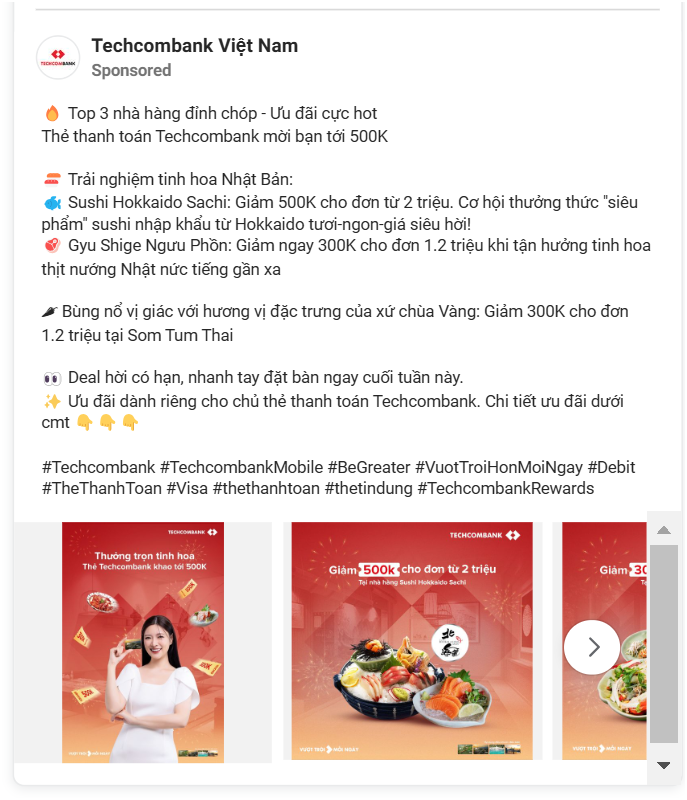 TECHCOMBANK
Techcombank Việt Nam
Sponsored
🔥 Top 3 nhà hàng đỉnh chóp - Ưu đãi cực hot
Thẻ thanh toán Techcombank mời bạn tới 500K
🍣 Trải nghiệm tinh hoa Nhật Bản:
🐟 Sushi Hokkaido Sachi: Giảm 500K cho đơn từ 2 triệu. Cơ hội thưởng thức "siêu
phẩm" sushi nhập khẩu từ Hokkaido tươi-ngon-giá siêu hời!
🥩 Gyu Shige Ngưu Phồn: Giảm ngay 300K cho đơn 1.2 triệu khi tận hưởng tinh hoa
thịt nướng Nhật nức tiếng gần xa
🌶 Bùng nổ vị giác với hương vị đặc trưng của xứ chùa Vàng: Giảm 300K cho đơn
1.2 triệu tại Som Tum Thai
👀 Deal hời có hạn, nhanh tay đặt bàn ngay cuối tuần này.
✨ Ưu đãi dành riêng cho chủ thẻ thanh toán Techcombank. Chi tiết ưu đãi dưới
cmt 👇 👇 👇
#Techcombank #TechcombankMobile #BeGreater #VuotTroiHonMoiNgay #Debit
#TheThanhToan #Visa #thethanhtoan #thetindung #TechcombankRewards
TECHCOMBANK
Thưởng trọn tinh hoa
Thẻ Techcombank khao tới 500K
500k
VƯỢT TRỘI MỖI NGÀY
TECHCOMBANK
Giảm 500k cho đơn từ 2 triệu
Tại nhà hàng Sushi Hokkaido Sachi
VƯỢT TRỘI MỖI NGÀY
Giảm 30
VƯỢT TRỘI MỖI NGÀY